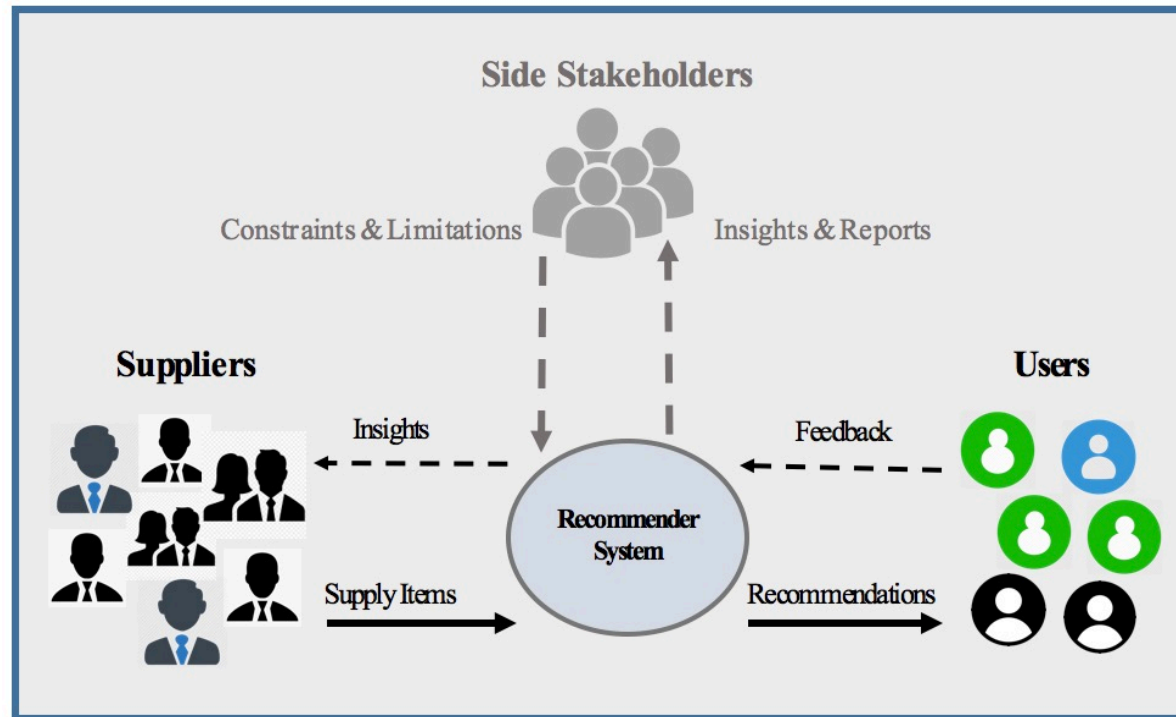 Side Stakeholders
Constraints & Limitations
Insights & Reports
Suppliers
Users
Insights
Feedback
Recommender
System
Supply Items
Recommendations